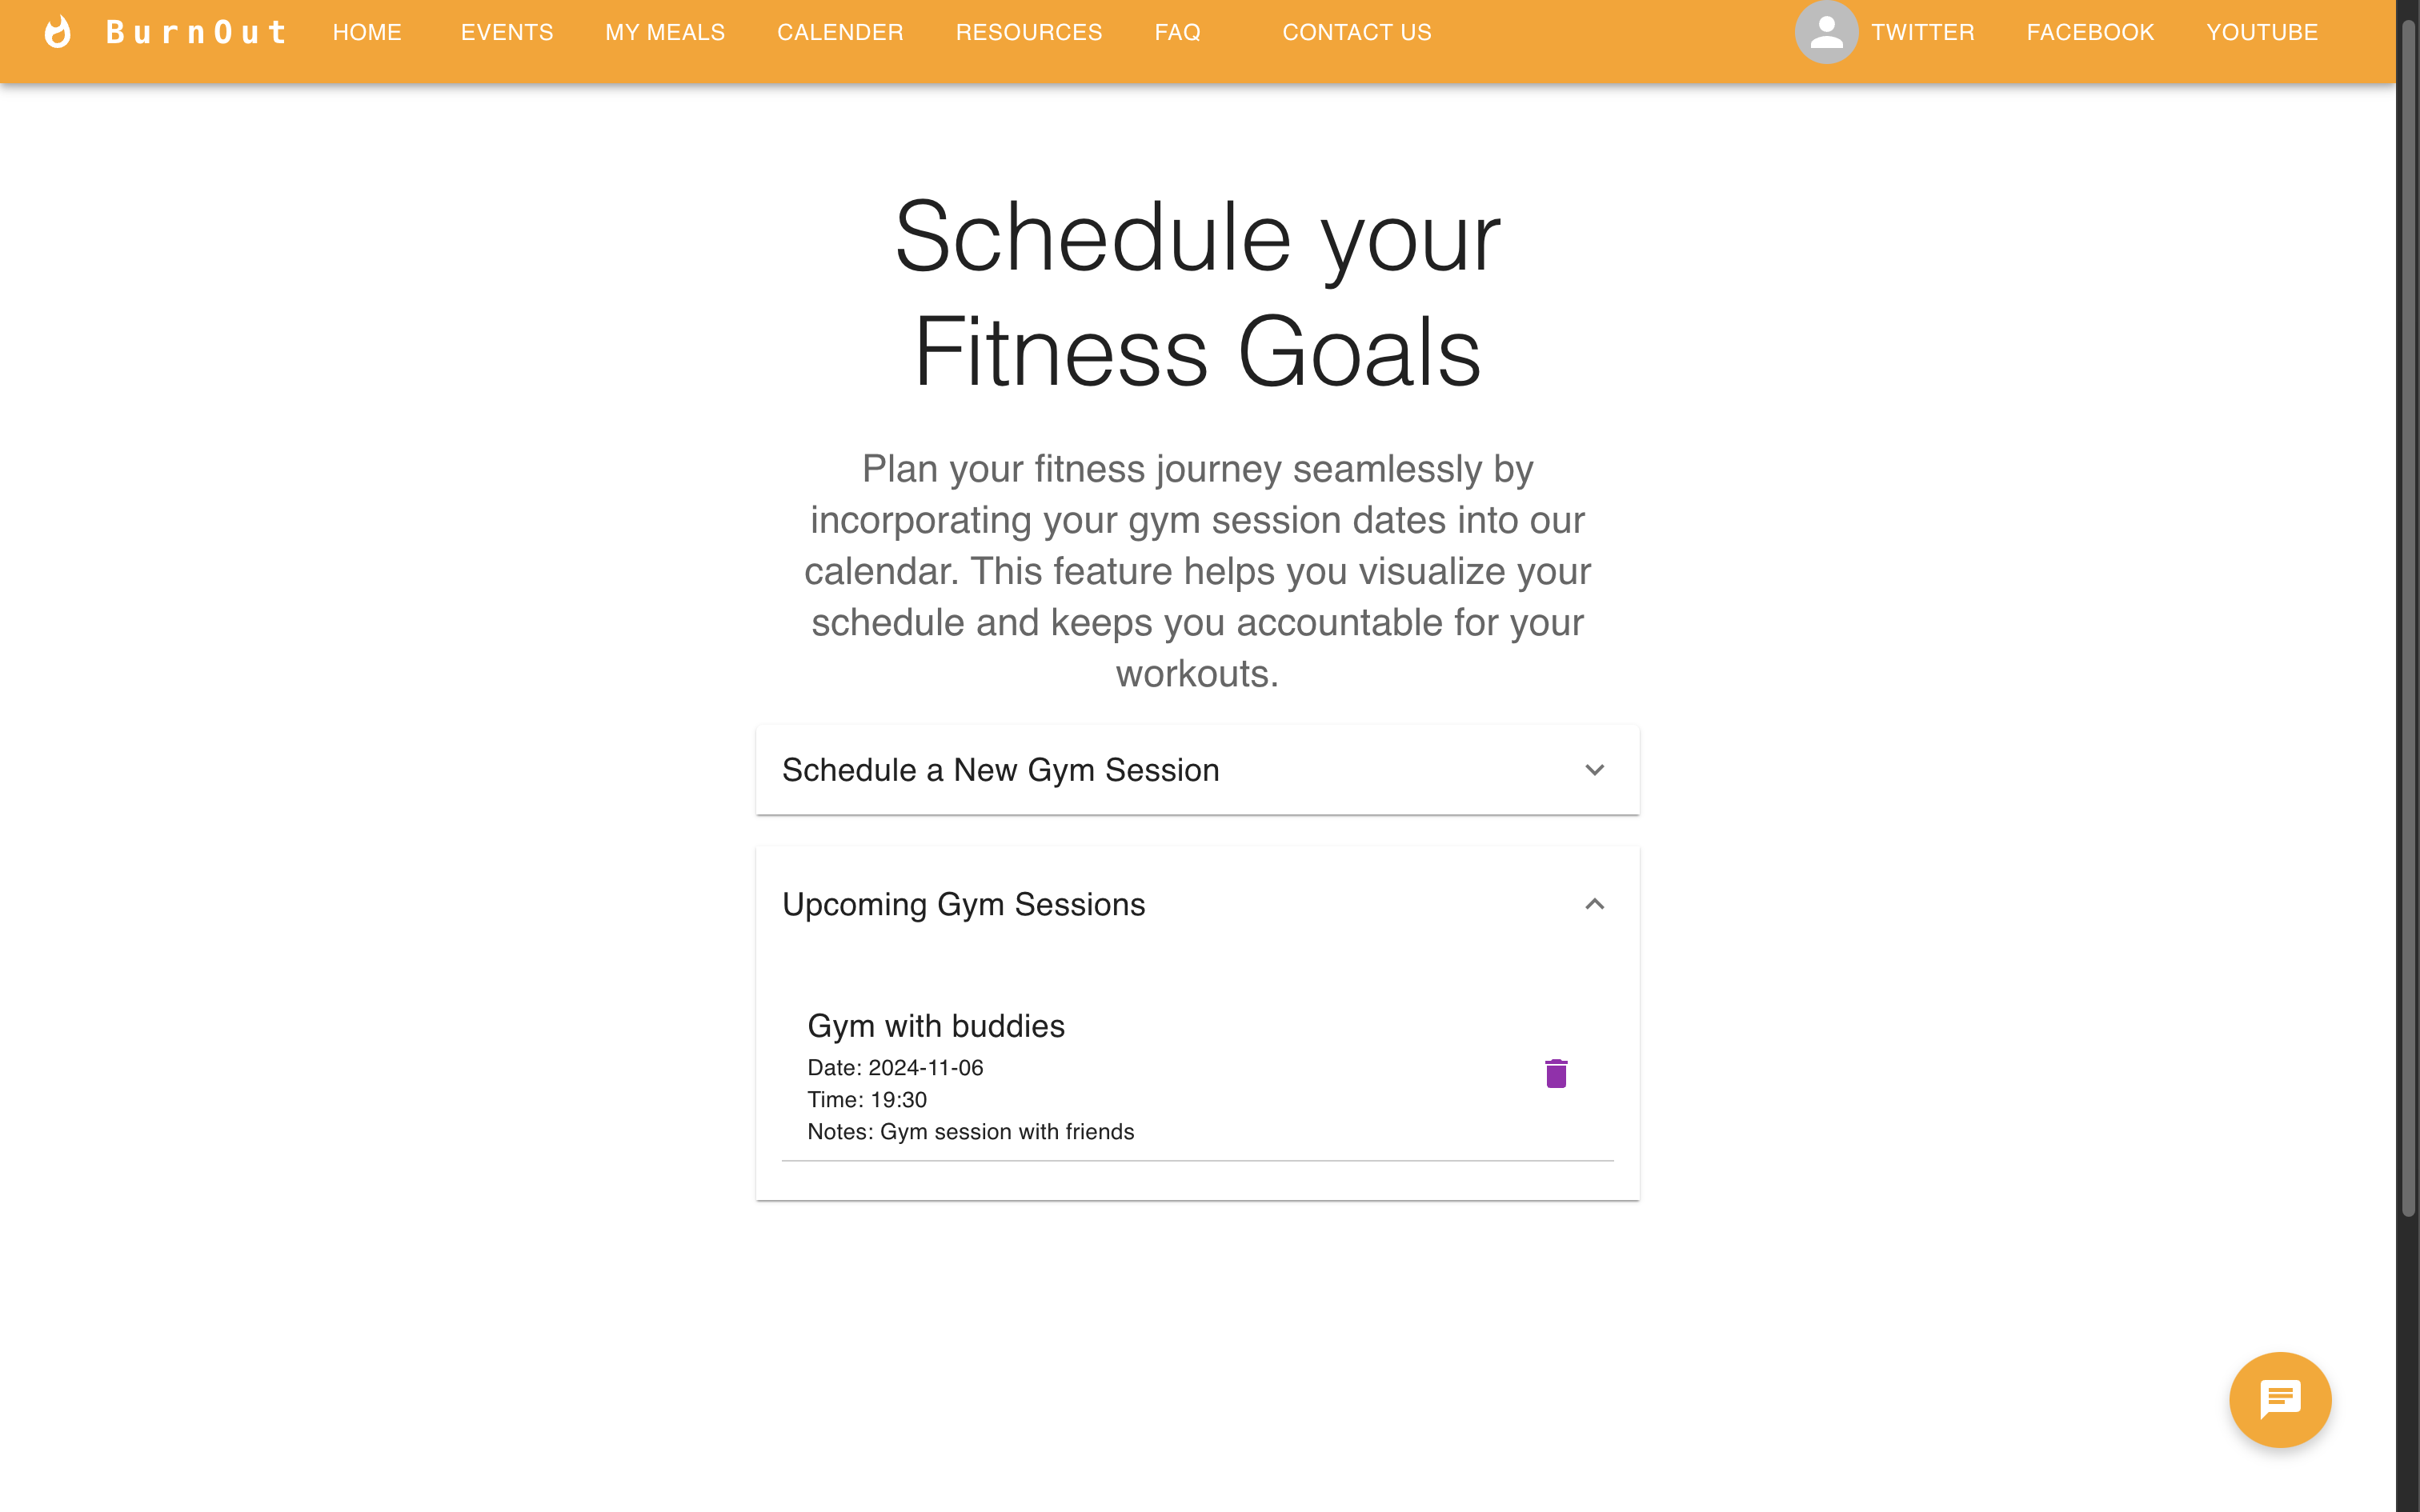 BurnOut HOME EVENTS MY MEALS CALENDER RESOURCES FAQ CONTACT US TWITTER FACEBOOK YOUTUBE
Schedule your
Fitness Goals
Plan your fitness journey seamlessly by
incorporating your gym session dates into our
calendar. This feature helps you visualize your
schedule and keeps you accountable for your
workouts.
Schedule a New Gym Session
Upcoming Gym Sessions
Gym with buddies
Date: 2024-11-06
Time: 19:30
Notes: Gym session with friends